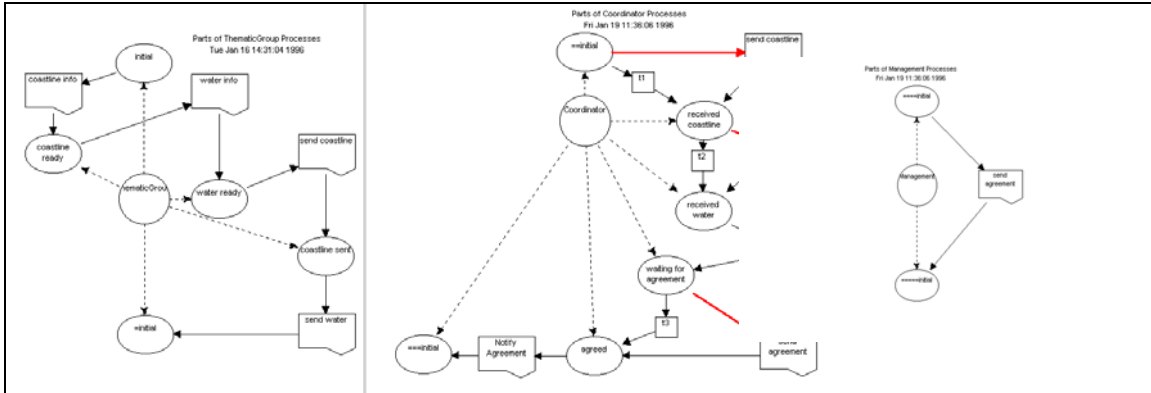 Parts of ThematicGroup Processes
Tue Jan 16 14:31:04 1996
initial
coastline info
water info
coastline
ready
send coastline
ematicGrou
water ready
coastline sent
=initial
send water
Parts of Coordinator Processes
Fri Jan 19 11:36:06 1996
==initial
send coastline
t1
Coordinator
received
coastline
t2
received
water
waiting for
agreement
t3
===initial
Notify
Agreement
agreed
agreement
Parts of Management Processes
Fri Jan 19 11:36:06 1996
====initial
Management
send
agreement
=====initial